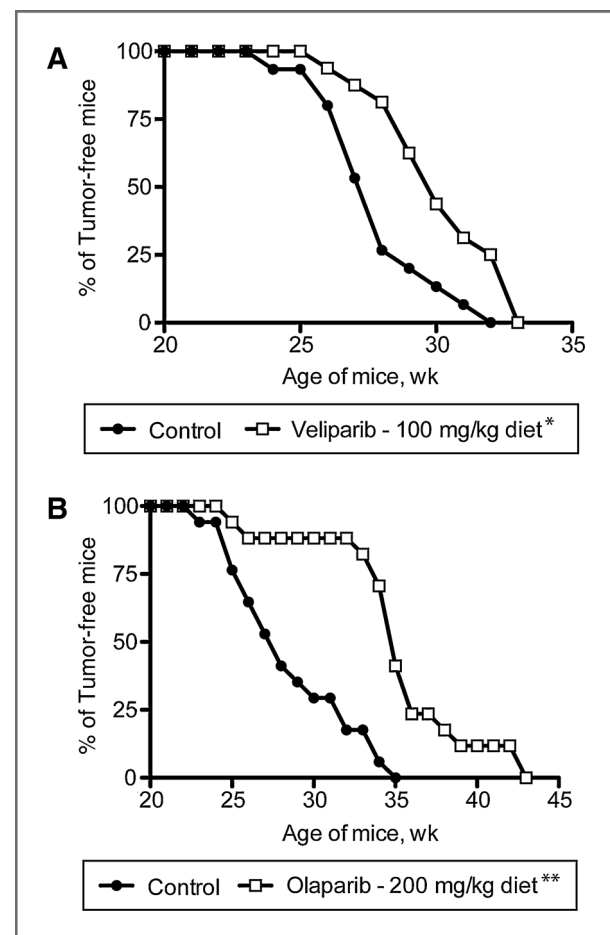 A
% of Tumor-free mice
100
75
50
25
0
20 25 30 35
Age of mice, wk
Control Veliparib - 100 mg/kg diet*
B
% of Tumor-free mice
100
75
50
25
0
20 25 30 35 40 45
Age of mice, wk
Control Olaparib - 200 mg/kg diet**